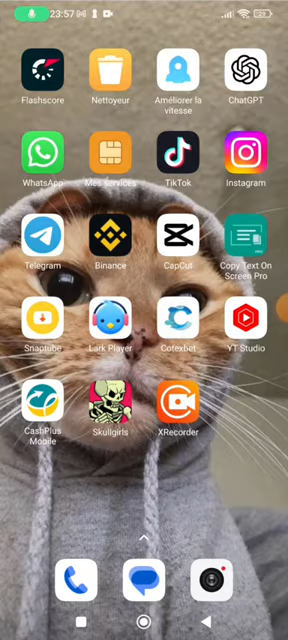 23:57
Flashscore
Nettoyeur
Améliorer la
vitesse
ChatGPT
WhatsApp
Mes services
TikTok
Instagram
Telegram
Binance
CapCut
Copy Text On
Screen Pro
Snaptube
Lark Player
Cotexbet
YT Studio
CashPlus
Mobile
Skullgirls
XRecorder